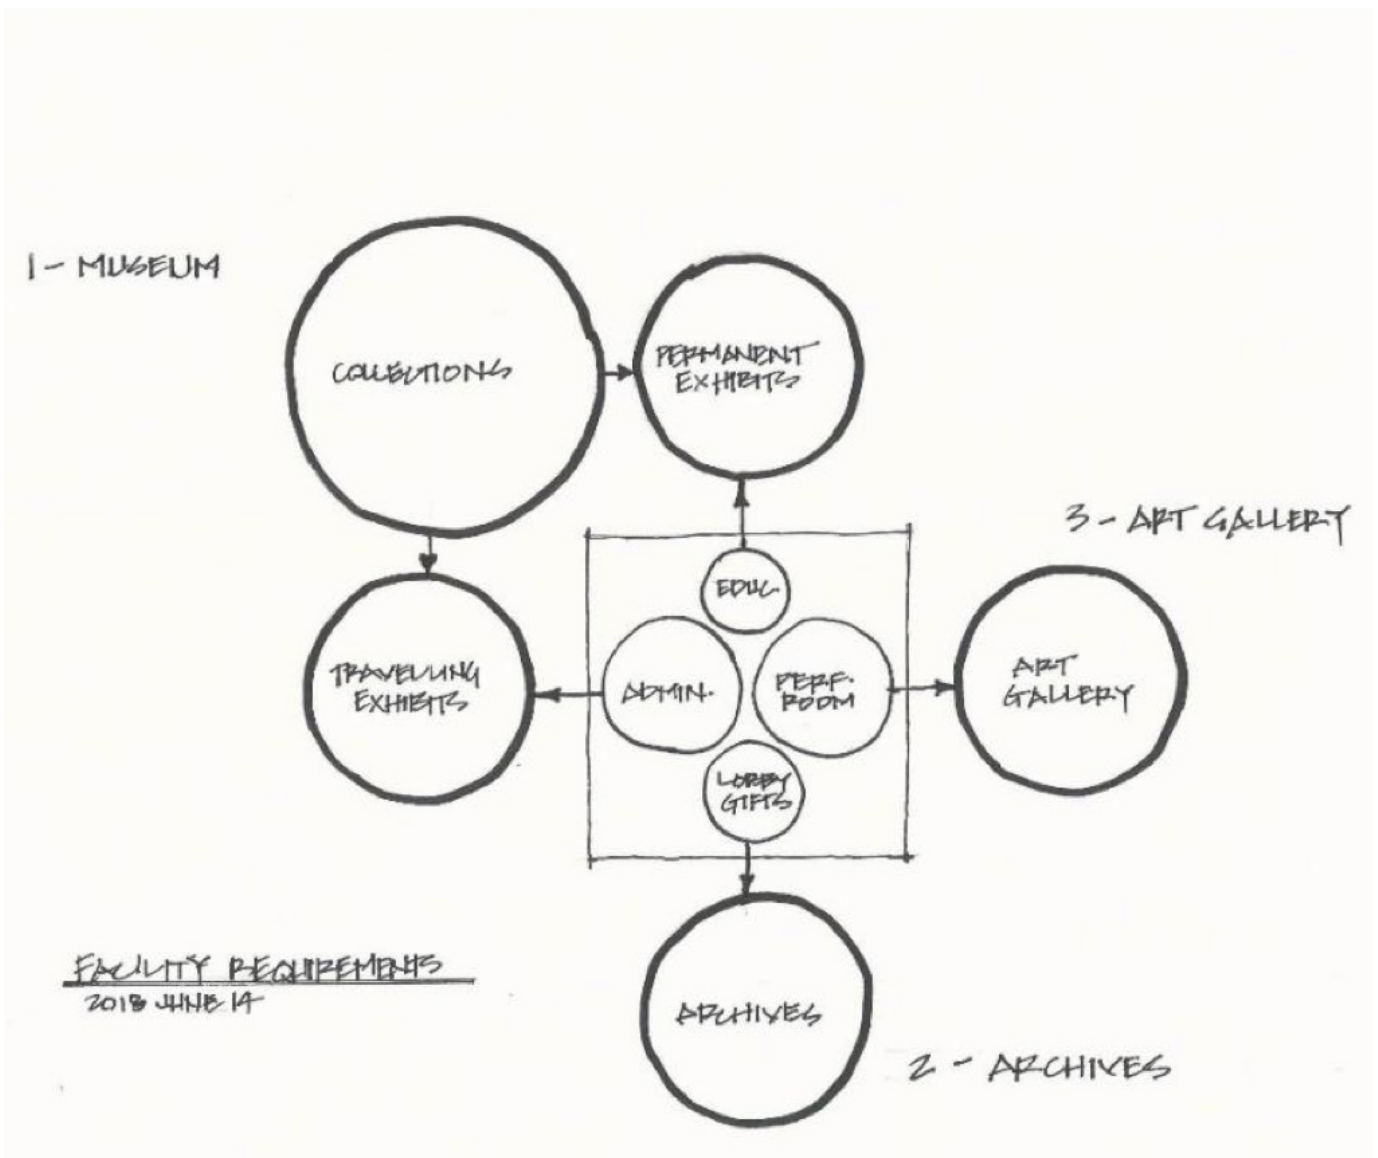 1 - MUSEUM
COLLECTIONS
PERMANENT
EXHIBITS
3 - ART GALLERY
EDUC.
TRAVELLING
EXHIBITS
ADMIN.
PERF.
ROOM
ART
GALLERY
LOBBY
GIFTS
FACILITY REQUIREMENTS
2018 JUNE 14
ARCHIVES
2 - ARCHIVES